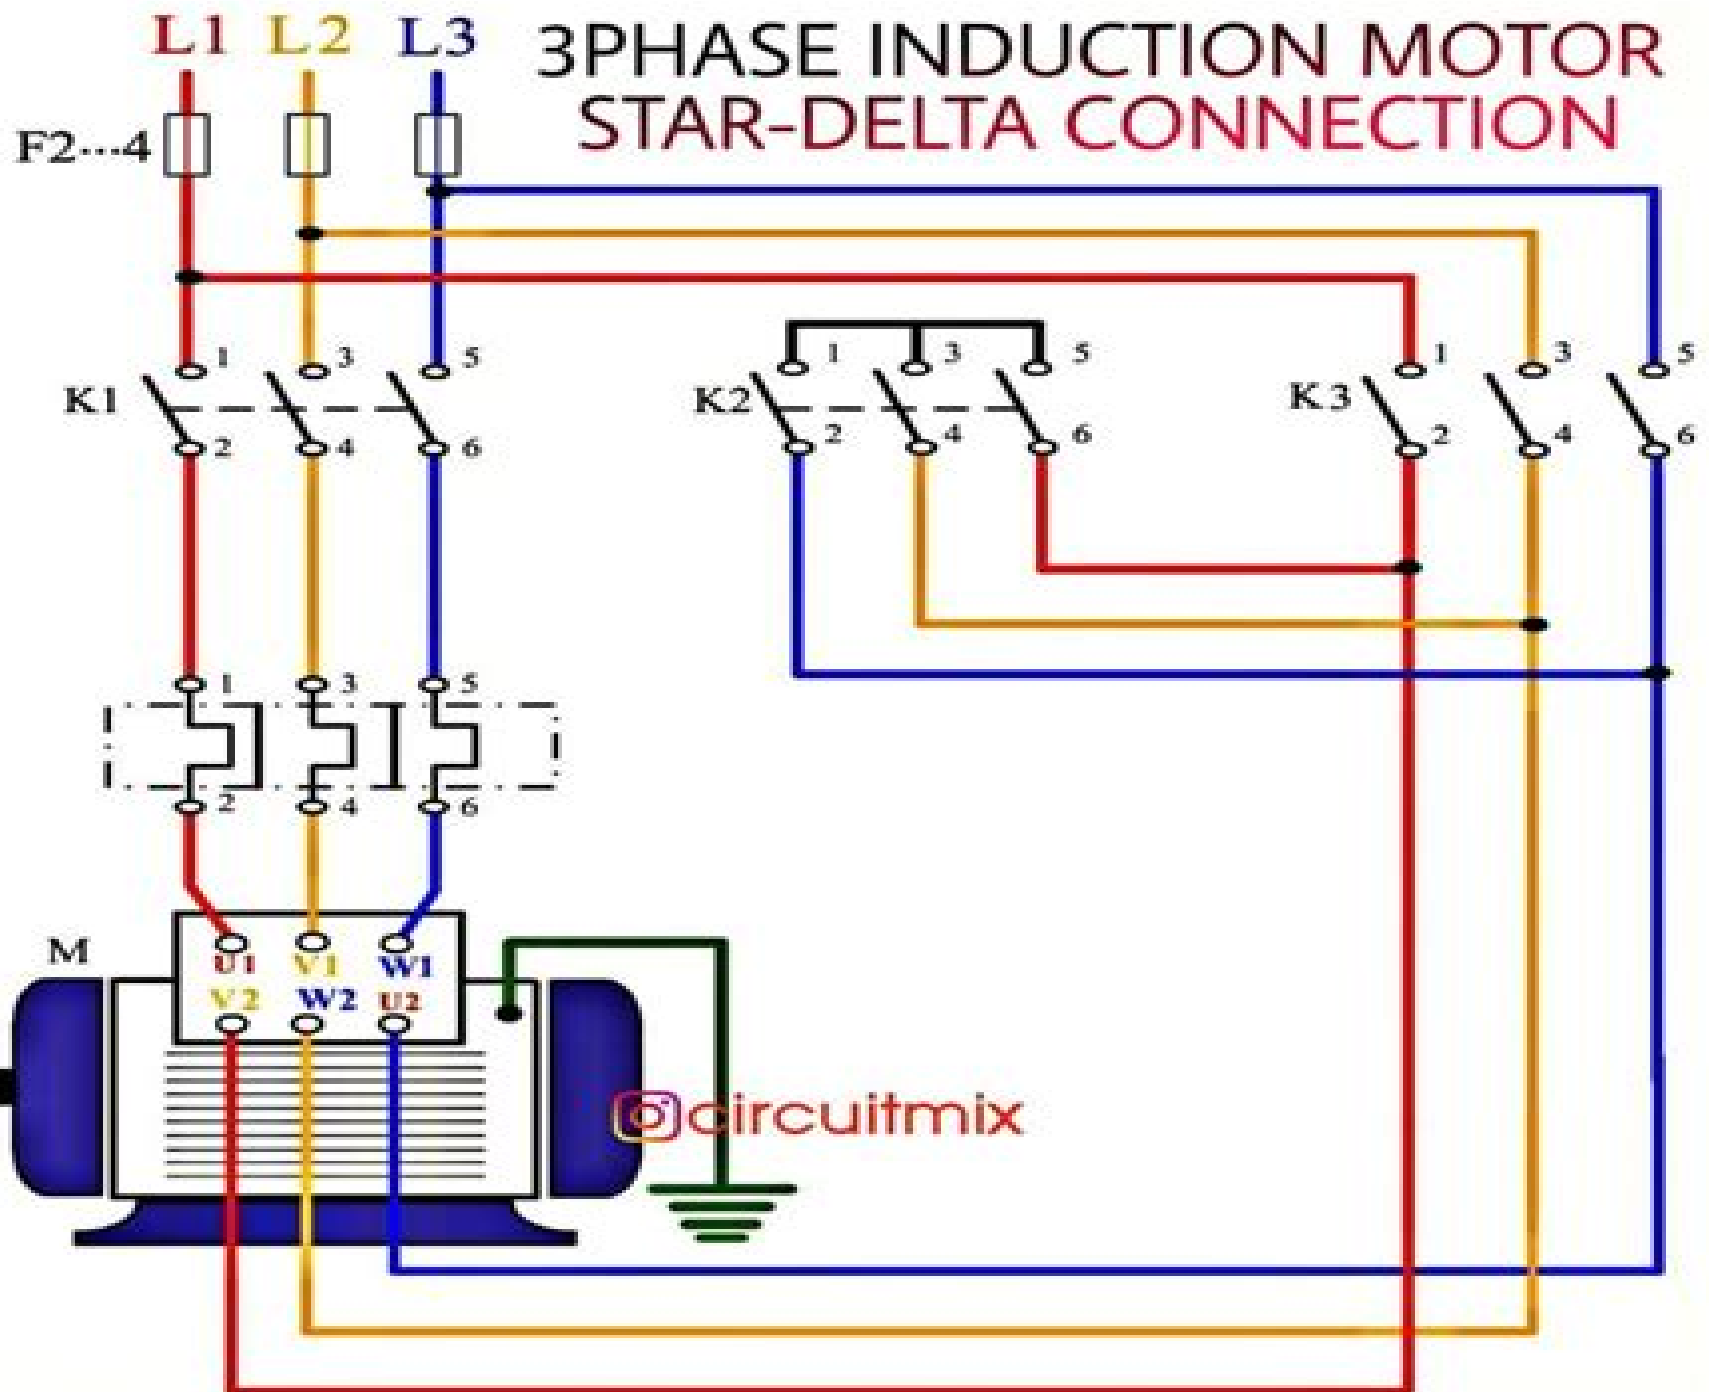 L1 L2 L3
3PHASE INDUCTION MOTOR
STAR-DELTA CONNECTION
F2...4
1 3 5
K1
2 4 6
1 3 5
K2
2 4 6
1 3 5
K3
2 4 6
1 3 5
2 4 6
M
U1 V1 W1
V2 W2 U2
circuitmix